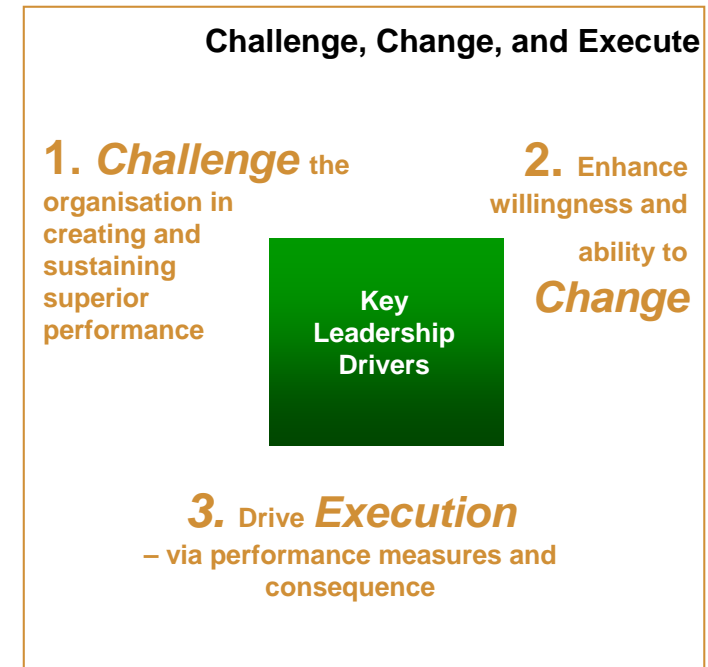 Challenge, Change, and Execute
1. Challenge the
organisation in
creating and
sustaining
superior
performance
2. Enhance
willingness and
ability to
Change
Key
Leadership
Drivers
3. Drive Execution
– via performance measures and
consequence